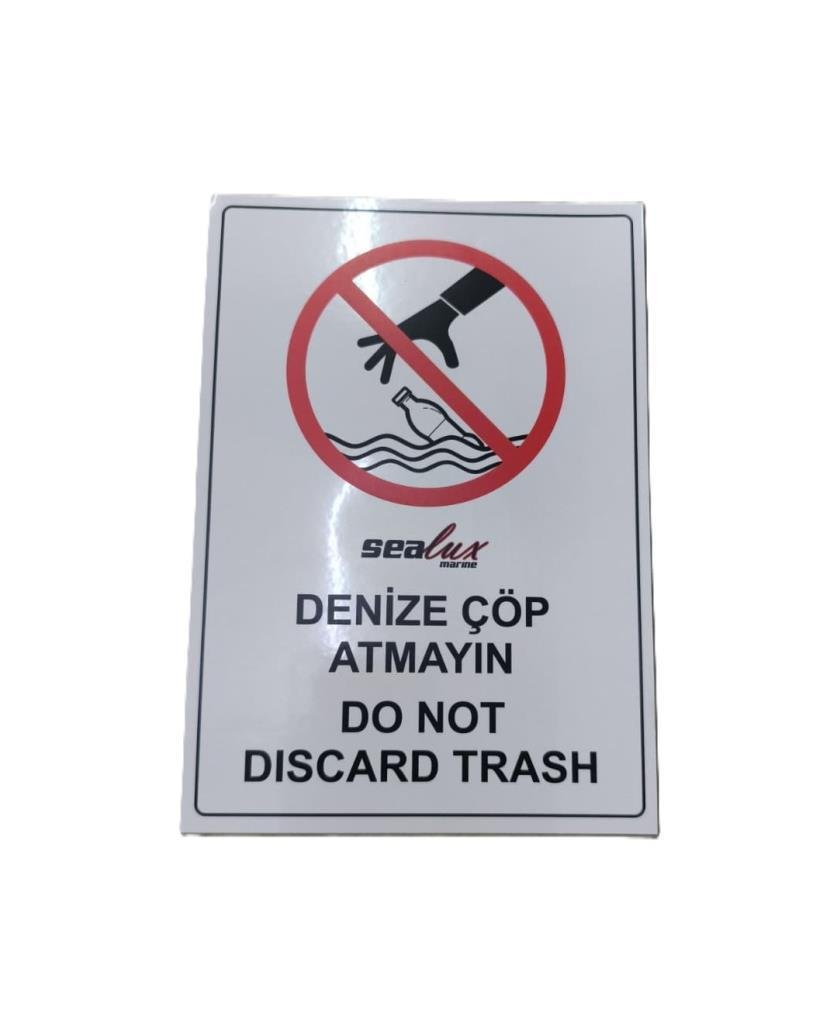 sealux
marine
DENİZE ÇÖP
ATMAYIN
DO NOT
DISCARD TRASH